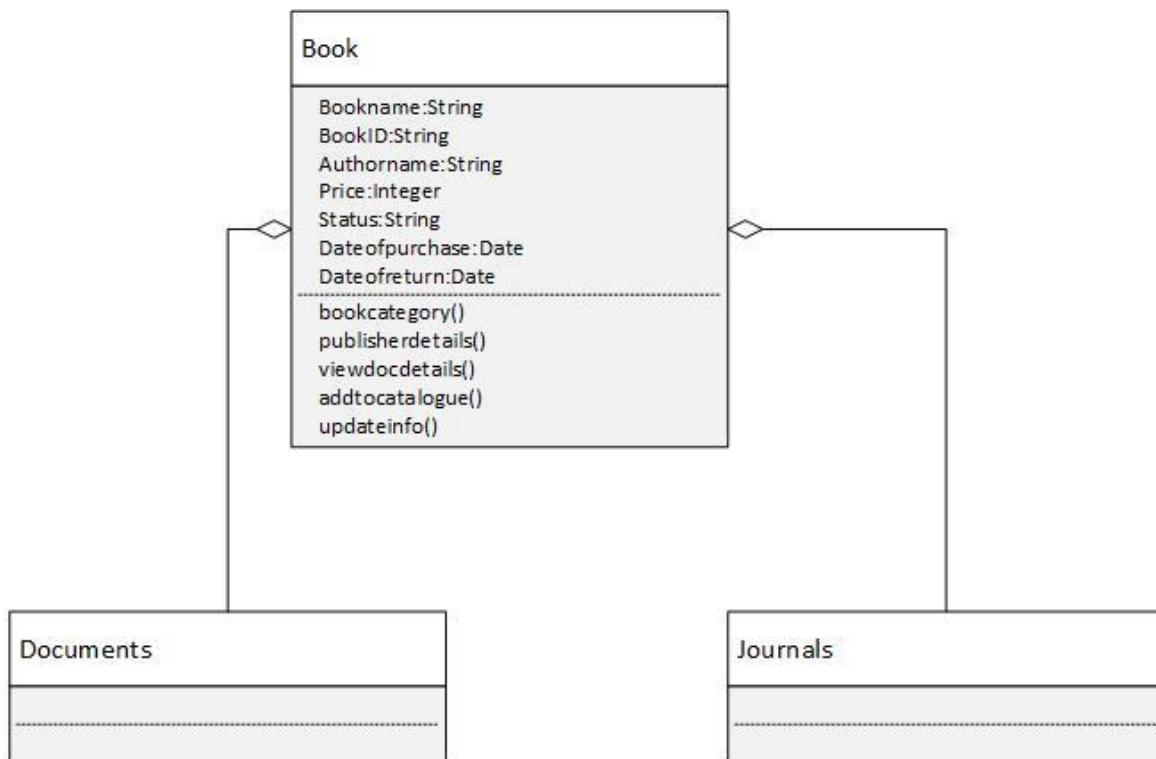 Book
Bookname:String
BookID:String
Authorname:String
Price:Integer
Status:String
Dateofpurchase:Date
Dateofreturn:Date
bookcategory()
publisherdetails()
viewdocdetails()
addtocatalogue()
updateinfo()
Documents
Journals